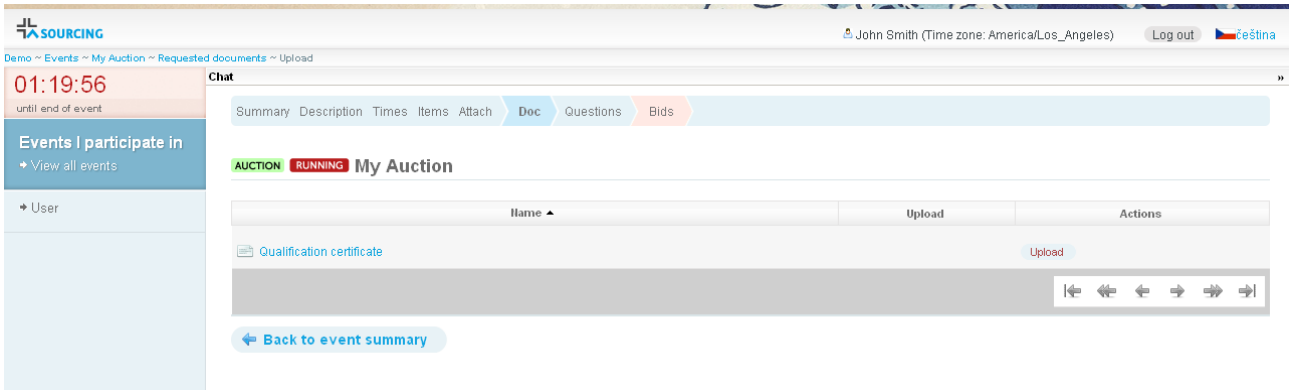 SOURCING
John Smith (Time zone: America/Los_Angeles) Log out čeština
Demo ~ Events ~ My Auction ~ Requested documents ~ Upload
01:19:56
until end of event
Chat »
Summary Description Times Items Attach Doc Questions Bids
Events I participate in
View all events
AUCTION RUNNING My Auction
User
Name Upload Actions
Qualification certificate Upload
Back to event summary